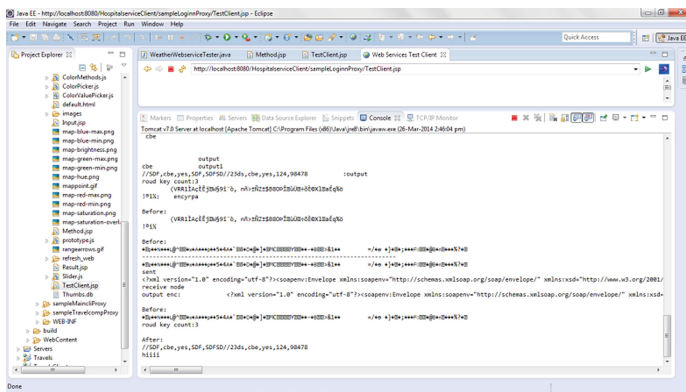 Java EE - http://localhost:8080/HospitalserviceClient/sampleLoginnProxy/TestClient.jsp - Eclipse
File Edit Navigate Search Project Run Window Help
Quick Access
Java EE
Project Explorer
WeatherWebserviceTester.java
Method.jsp
TestClient.jsp
Web Services Test Client
http://localhost:8080/HospitalserviceClient/sampleLoginnProxy/TestClient.jsp
ColorMethods.js
ColorPicker.js
ColorValuePicker.js
default.html
images
Input.jsp
map-blue-max.png
map-blue-min.png
map-brightness.png
map-green-max.png
map-green-min.png
map-hue.png
mappoint.gif
map-red-max.png
map-red-min.png
map-saturation.png
map-saturation-overl
Method.jsp
prototype.js
rangearrows.gif
refresh_web
Result.jsp
Slider.js
TestClient.jsp
Thumbs.db
sampleMaincliProxy
sampleTravelcompProxy
WEB-INF
build
WebContent
Servers
Travels
Markers Properties Servers Data Source Explorer Snippets Console TCP/IP Monitor
Tomcat v7.0 Server at localhost [Apache Tomcat] C:\Program Files (x86)\Java\jre8\bin\javaw.exe (26-Mar-2014 2:46:04 pm)
cbe
output
cbe output1
//SDF,cbe,yes,SDF,SDFSD//23ds,cbe,yes,124,98478 :output
roud key count:3
encygrpa
Before:
Before:
sent
<?xml version="1.0" encoding="utf-8"?><soapenv:Envelope xmlns:soapenv="http://schemas.xmlsoap.org/soap/envelope/" xmlns:xsd="http://www.w3.org/2001/
receive node
output enc: <?xml version="1.0" encoding="utf-8"?><soapenv:Envelope xmlns:soapenv="http://schemas.xmlsoap.org/soap/envelope/" xmlns:xsd=
Before:
roud key count:3
After:
//SDF,cbe,yes,SDF,SDFSD//23ds,cbe,yes,124,98478
hiiii
Done